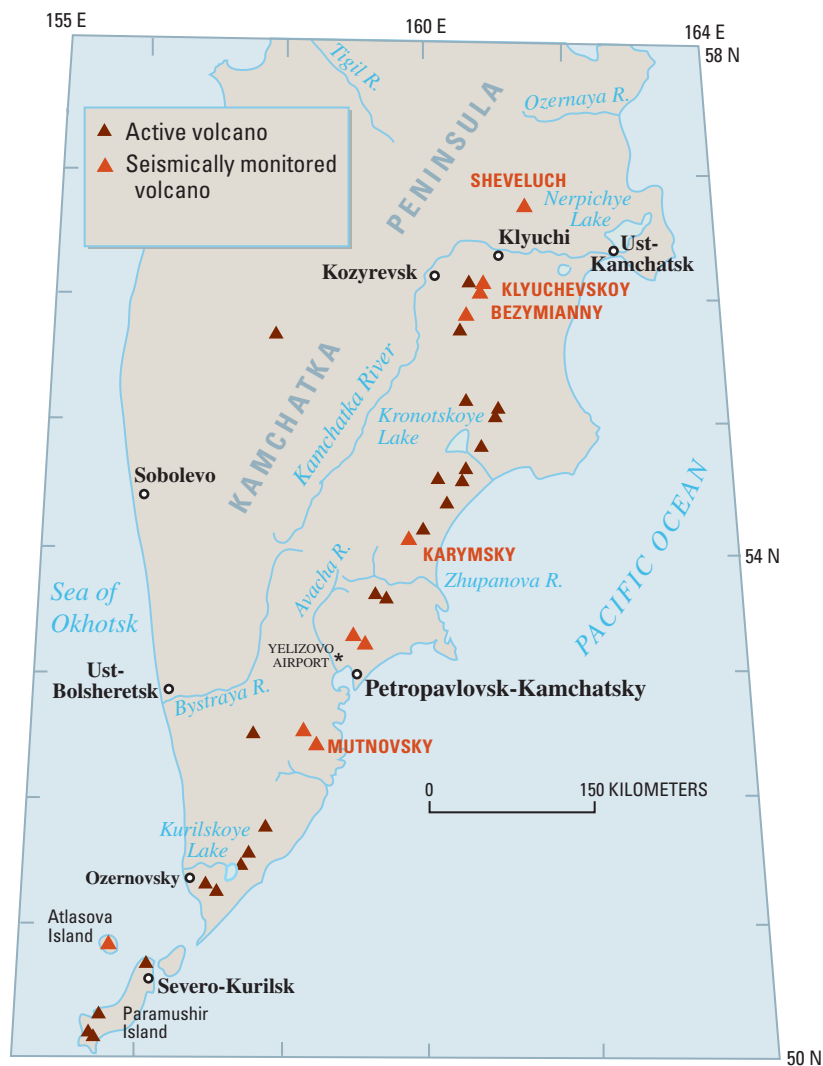 155 E
160 E
164 E
58 N
Tigil R.
Ozernaya R.
Active volcano
Seismically monitored
volcano
PENINSULA
SHEVELUCH
Nerpichye
Lake
Klyuchi
Ust-
Kamchatsk
Kozyrevsk
KLYUCHEVSKOY
BEZYMIANNY
KAMCHATKA
Kamchatka River
Kronotskoye
Lake
Sobolevo
PACIFIC OCEAN
KARYMSKY
54 N
Avacha R.
Zhupanova R.
Sea of
Okhotsk
YELIZOVO
AIRPORT
*
Ust-
Bolsheretsk
Petropavlovsk-Kamchatsky
Bystraya R.
MUTNOVSKY
0 150 KILOMETERS
Kurilskoye
Lake
Ozernovsky
Atlasova
Island
Severo-Kurilsk
Paramushir
Island
50 N